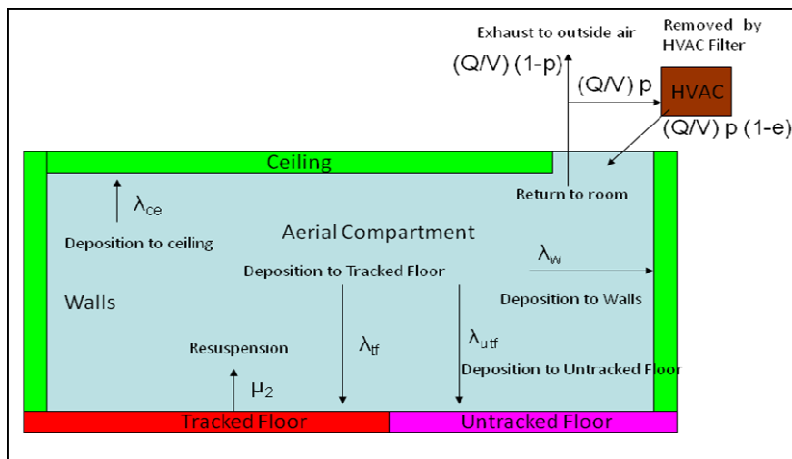 Exhaust to outside air
Removed by
HVAC Filter
(Q/V) (1-p)
(Q/V) p
HVAC
(Q/V) p (1-e)
Ceiling
Return to room
λce
Deposition to ceiling
Aerial Compartment
λw
Deposition to Tracked Floor
Deposition to Walls
Walls
Resuspension
λtf
λutf
Deposition to Untracked Floor
μ2
Tracked Floor
Untracked Floor